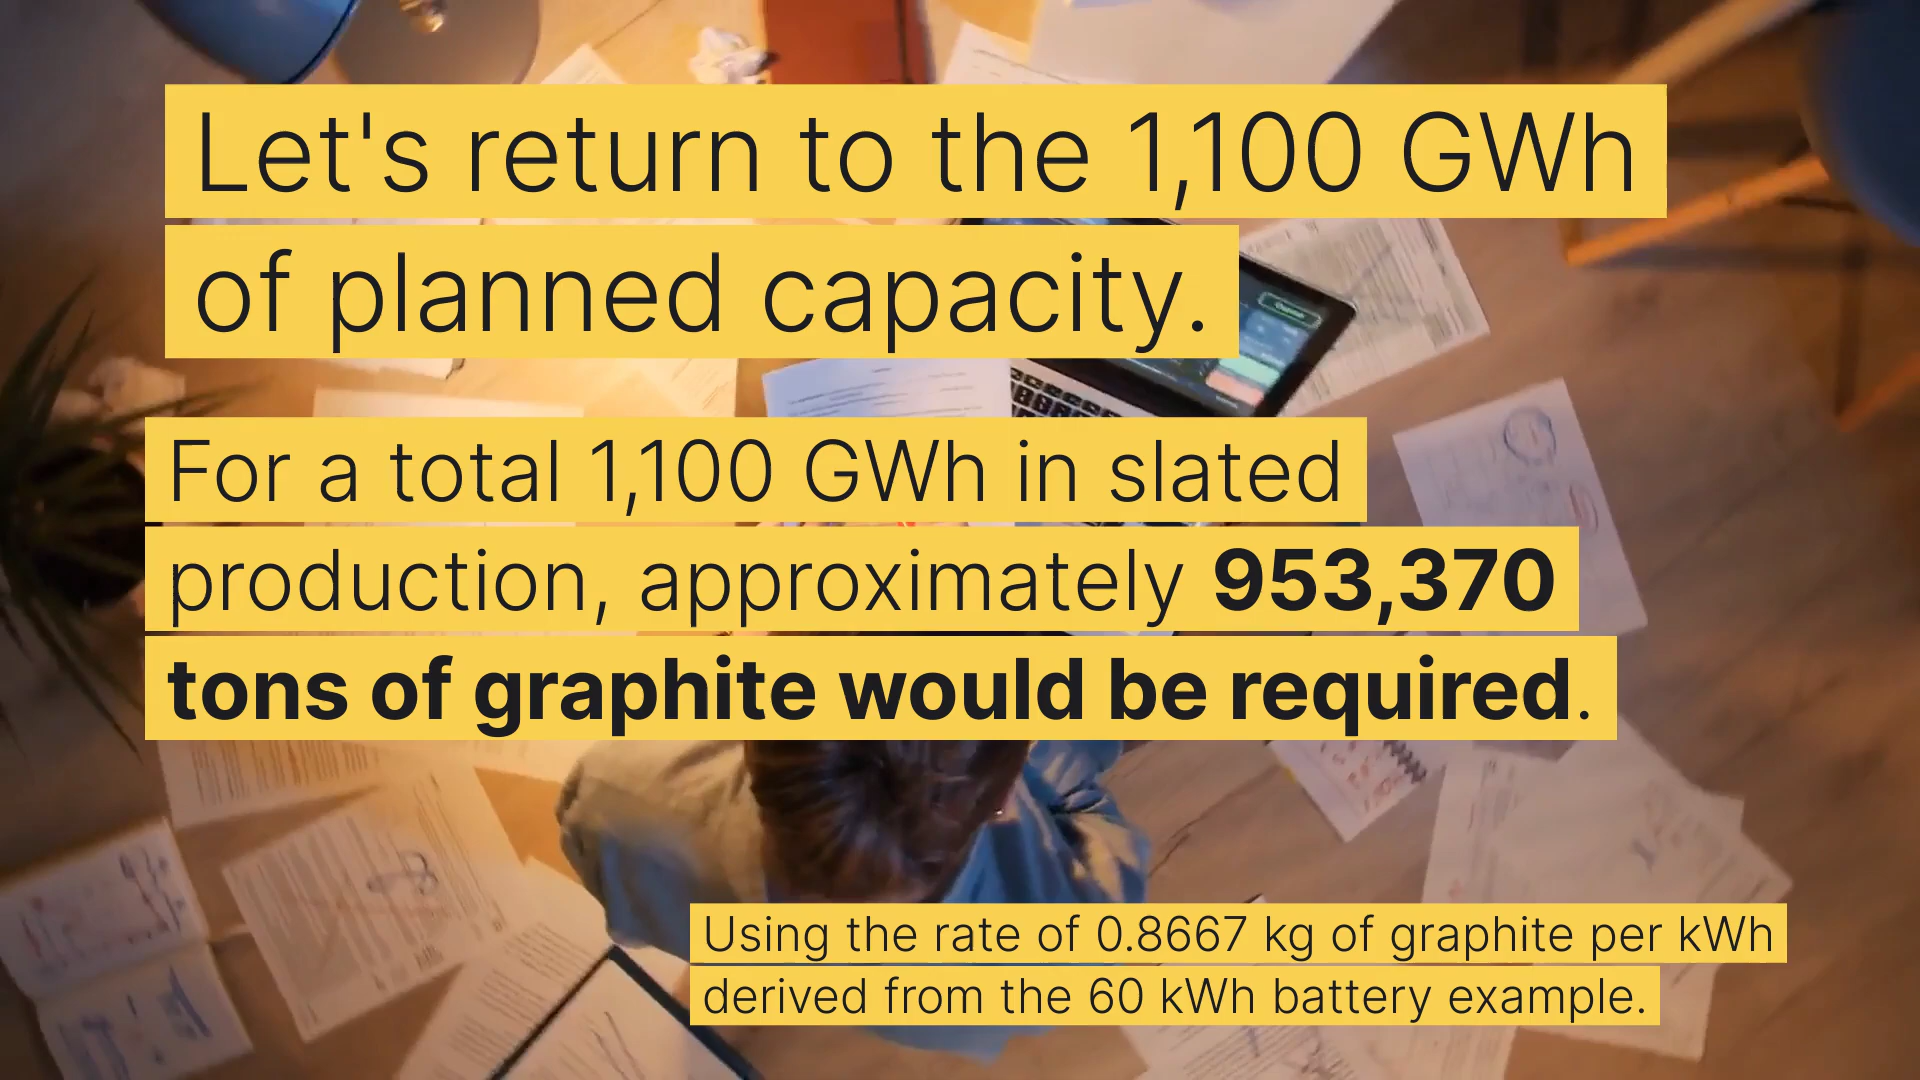 Let's return to the 1,100 GWh
of planned capacity.
For a total 1,100 GWh in slated
production, approximately 953,370
tons of graphite would be required.
Using the rate of 0.8667 kg of graphite per kWh
derived from the 60 kWh battery example.